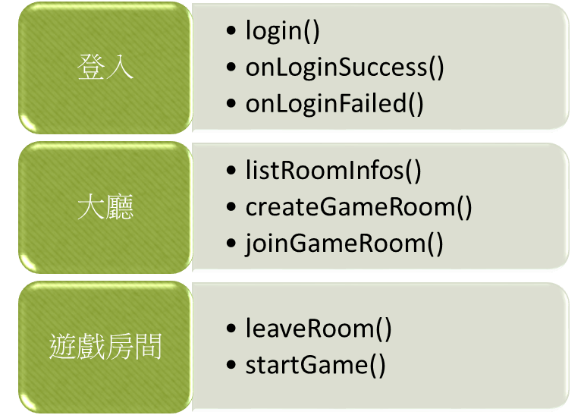 登入
• login()
• onLoginSuccess()
• onLoginFailed()
大廳
• listRoomInfos()
• createGameRoom()
• joinGameRoom()
遊戲房間
• leaveRoom()
• startGame()